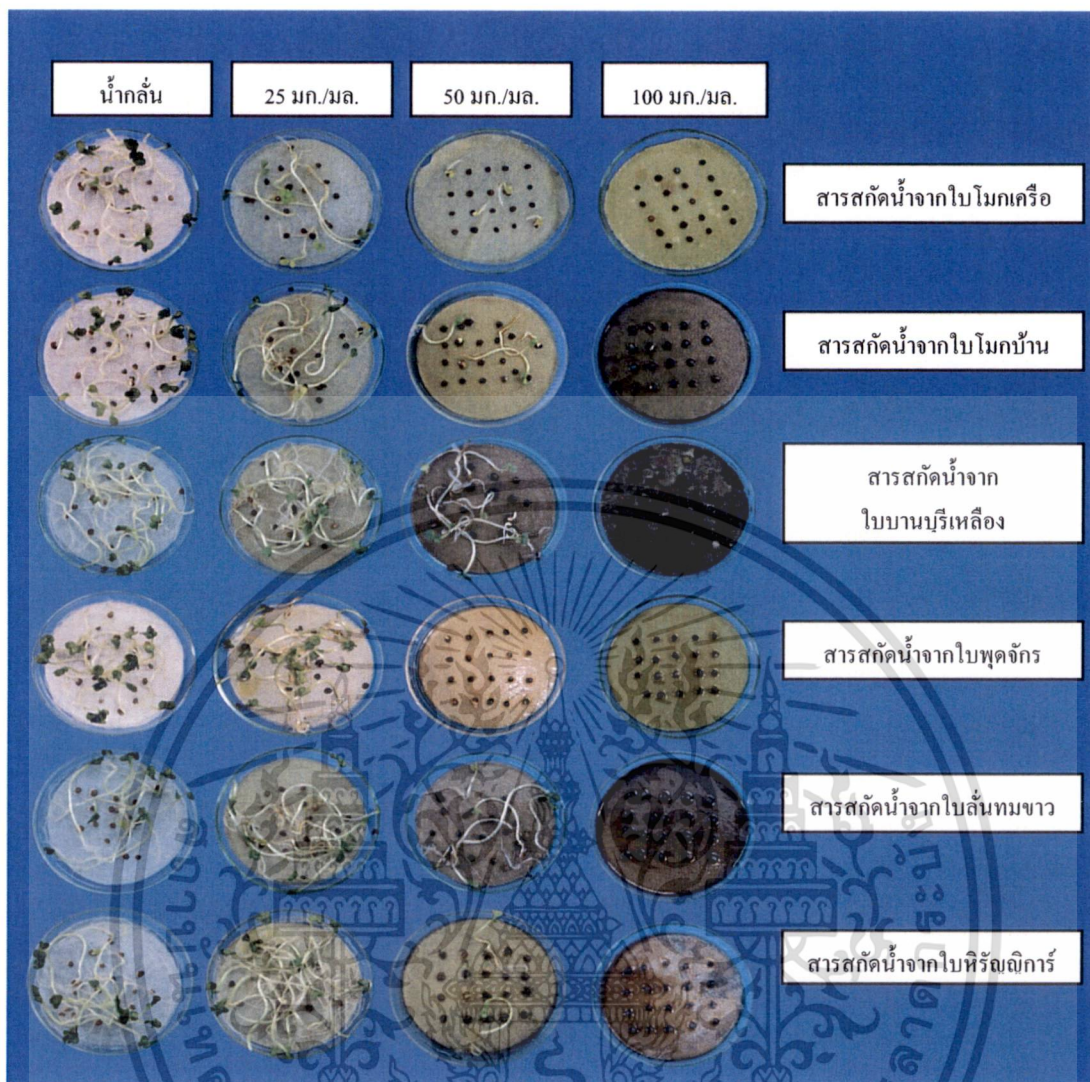 น้ำกลั่น
25 มก./มล.
50 มก./มล.
100 มก./มล.
สารสกัดน้ำจากใบโมกเครือ
สารสกัดน้ำจากใบโมกบ้าน
สารสกัดน้ำจาก
ใบบานบุรีเหลือง
สารสกัดน้ำจากใบพุดจักร
สารสกัดน้ำจากใบลั่นทมขาว
สารสกัดน้ำจากใบหิรัญญิการ์